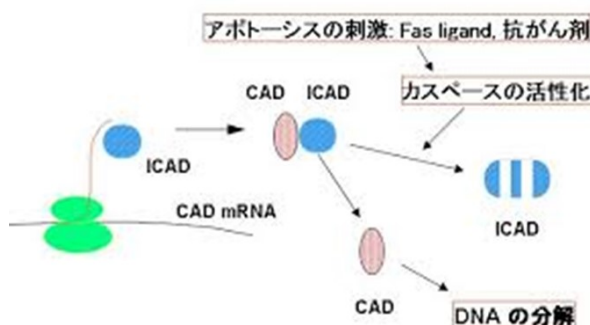 アポトーシスの刺激: Fas ligand, 抗がん剤
カスペースの活性化
CAD ICAD
ICAD
CAD mRNA
ICAD
CAD
DNA の分解